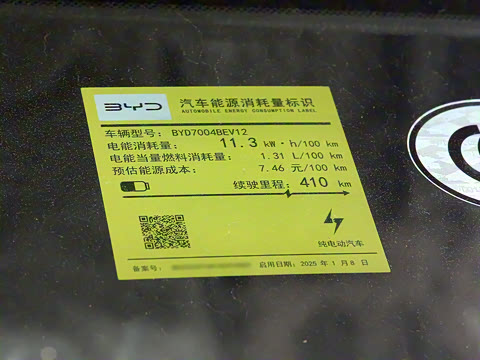 BYD
汽车能源消耗量标识
AUTOMOBILE ENERGY CONSUMPTION LABEL
车辆型号： BYD7004BEV12
电能消耗量： 11.3 kW·h/100 km
电能当量燃料消耗量： 1.31 L/100 km
预估能源成本： 7.46 元/100 km
续驶里程： 410 km
纯电动汽车
备案号：
启用日期：2025 年 1 月 8 日